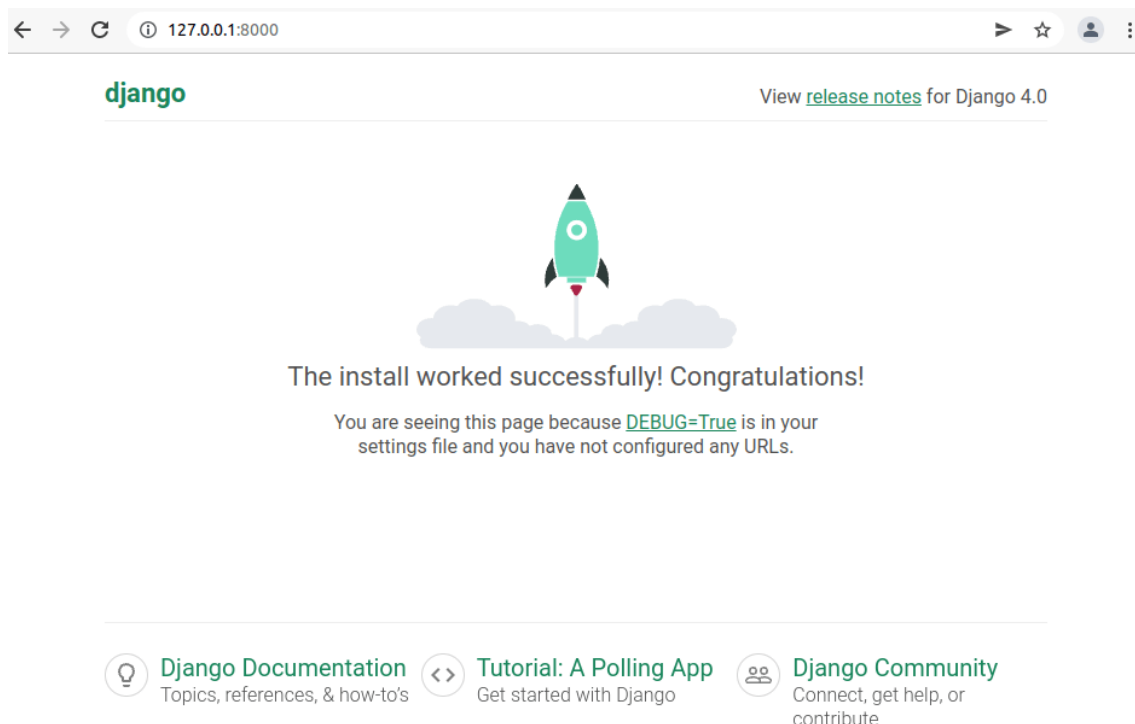 127.0.0.1:8000
django
View release notes for Django 4.0
The install worked successfully! Congratulations!
You are seeing this page because DEBUG=True is in your
settings file and you have not configured any URLs.
Django Documentation
Topics, references, & how-to's
Tutorial: A Polling App
Get started with Django
Django Community
Connect, get help, or
contribute